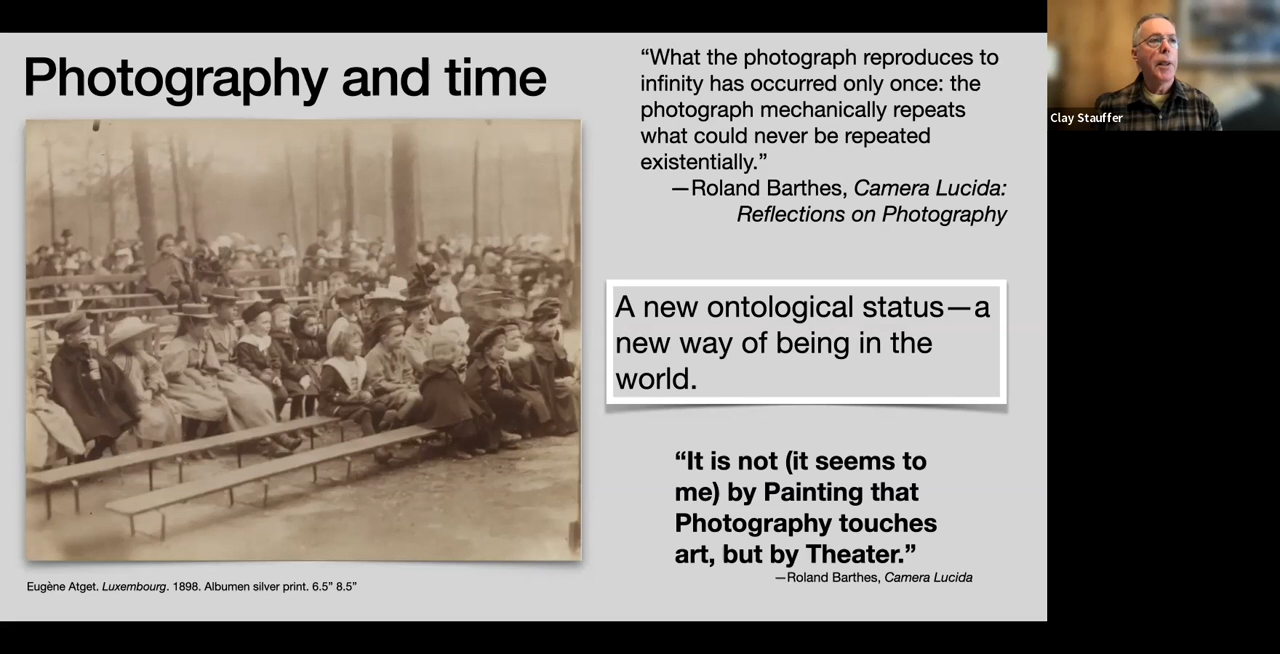 Photography and time
“What the photograph reproduces to
infinity has occurred only once: the
photograph mechanically repeats
what could never be repeated
existentially.”
—Roland Barthes, Camera Lucida:
Reflections on Photography
A new ontological status—a
new way of being in the
world.
“It is not (it seems to
me) by Painting that
Photography touches
art, but by Theater.”
—Roland Barthes, Camera Lucida
Eugène Atget. Luxembourg. 1898. Albumen silver print. 6.5” 8.5”
Clay Stauffer